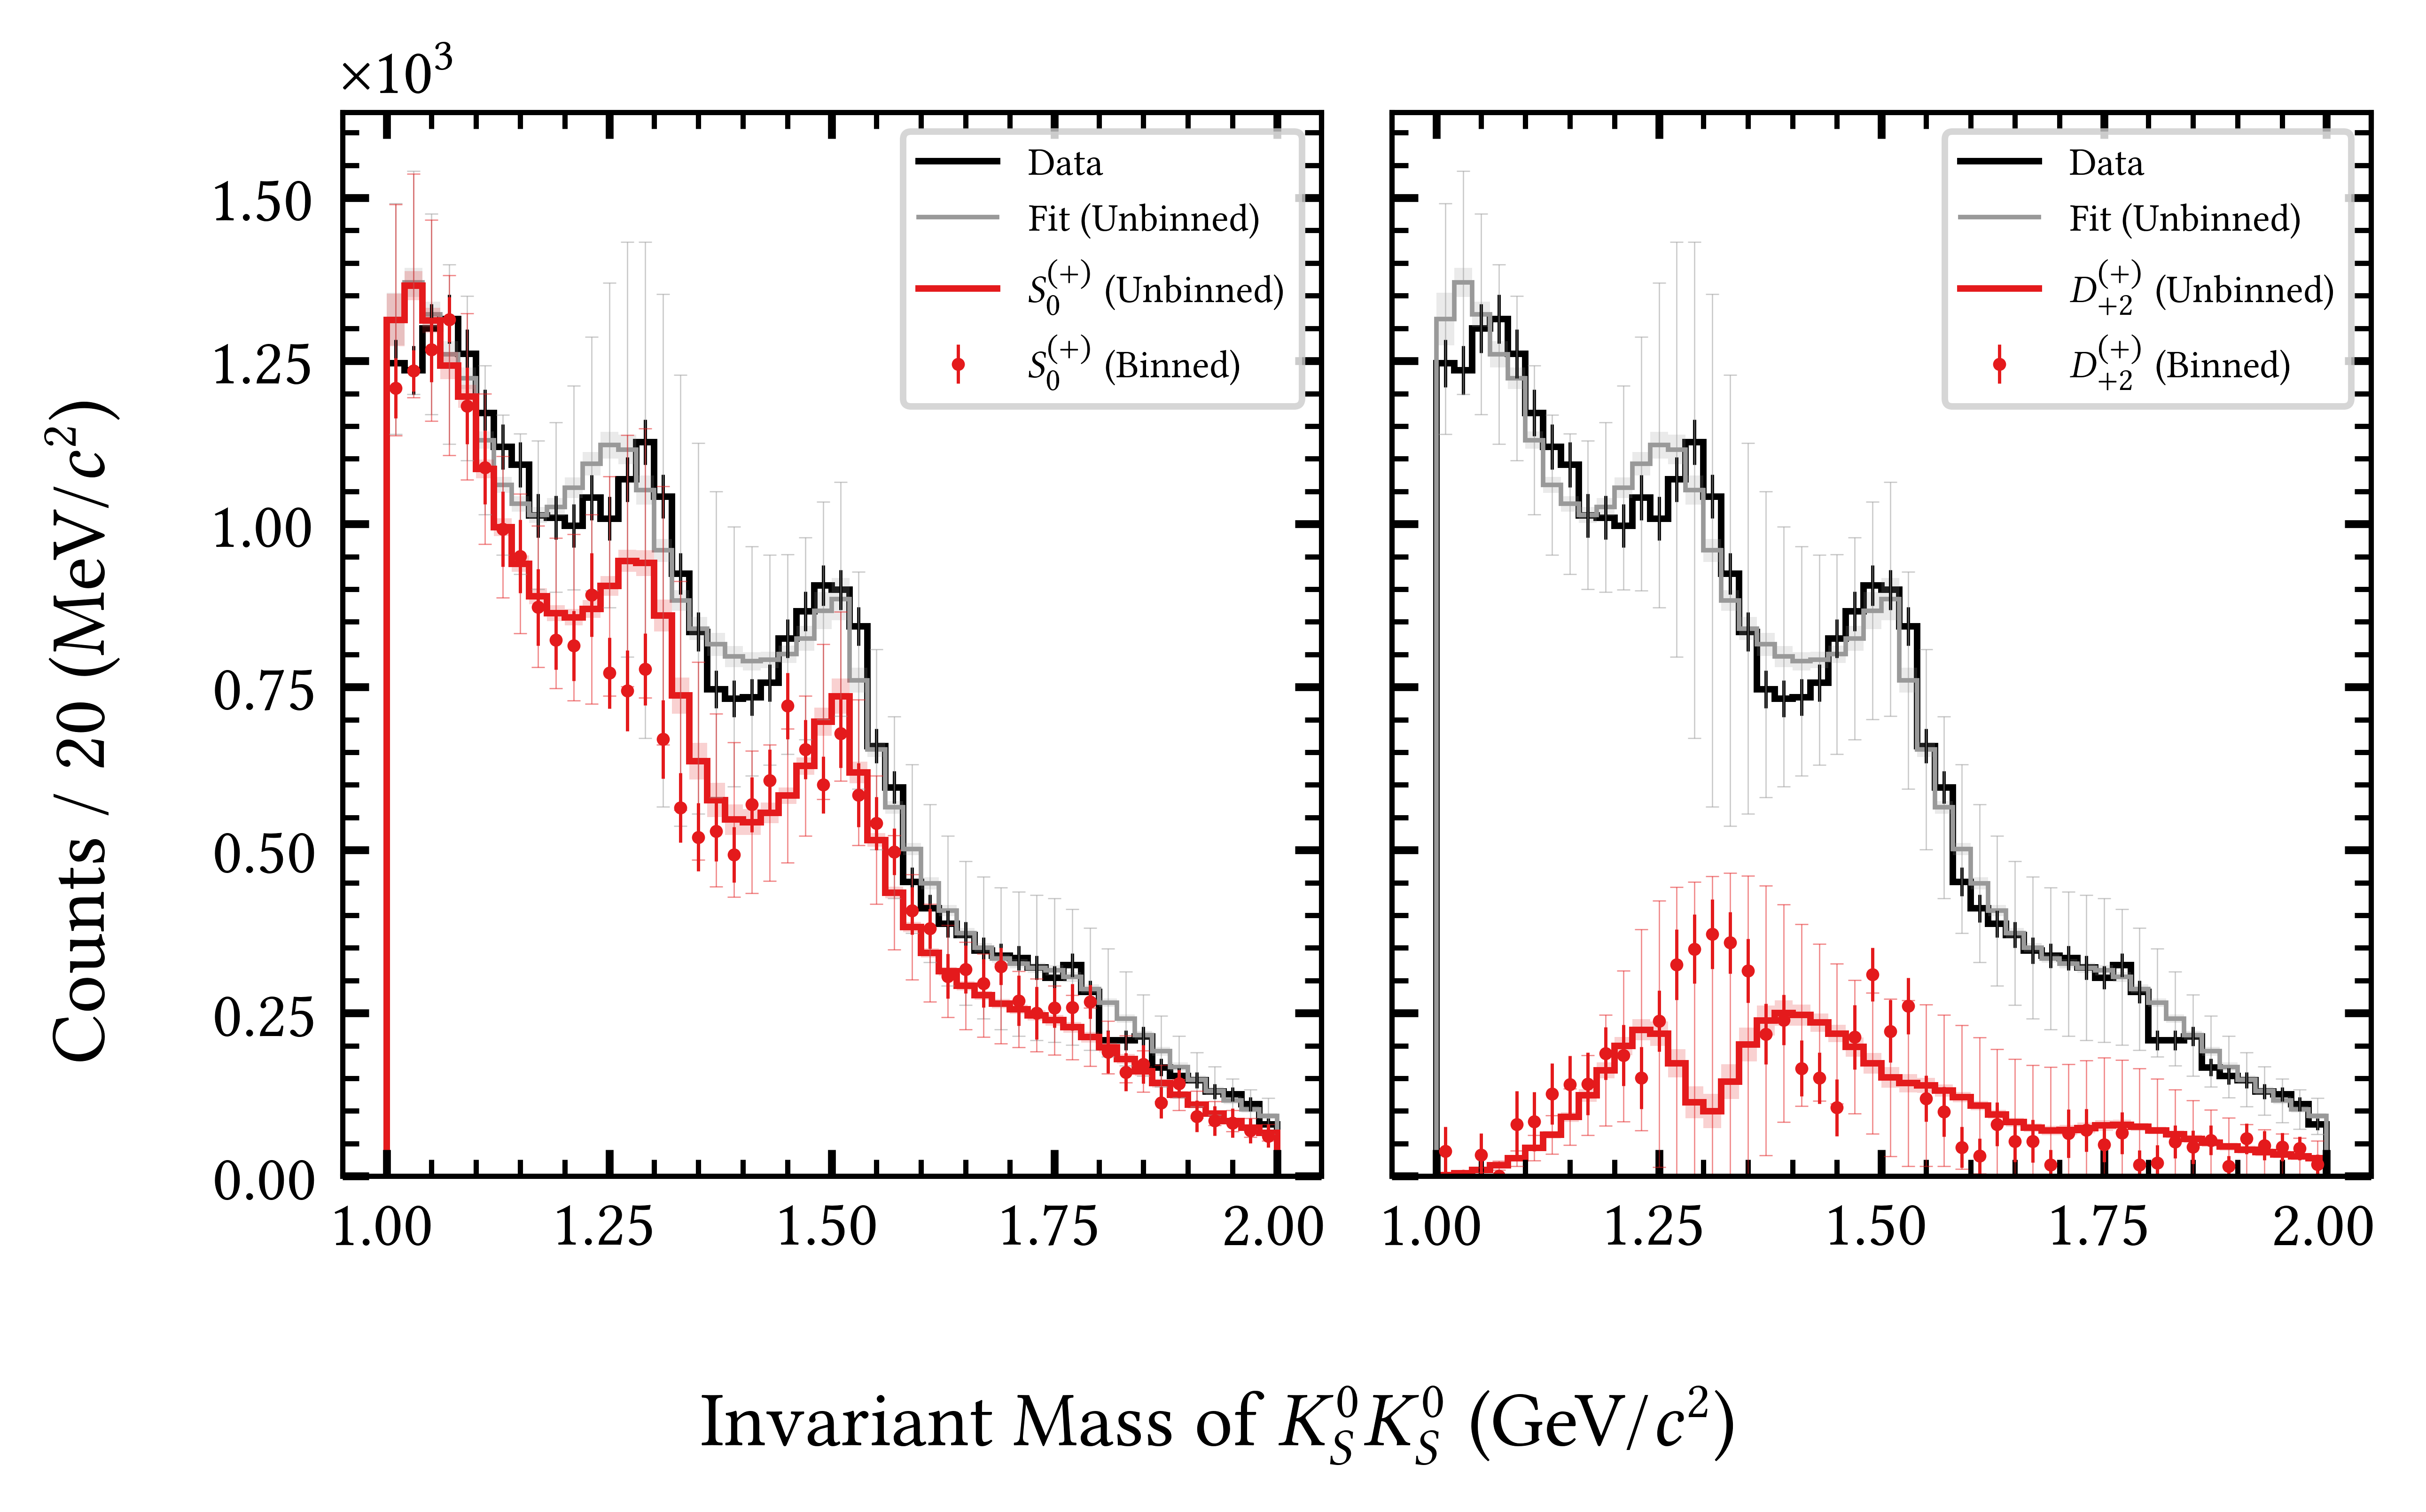 ×10³
Counts / 20 (MeV/c²)
1.50
1.25
1.00
0.75
0.50
0.25
0.00
Data
Fit (Unbinned)
S₀⁽⁺⁾ (Unbinned)
S₀⁽⁺⁾ (Binned)
Data
Fit (Unbinned)
D₊₂⁽⁺⁾ (Unbinned)
D₊₂⁽⁺⁾ (Binned)
1.00 1.25 1.50 1.75 2.00
1.00 1.25 1.50 1.75 2.00
Invariant Mass of K_S⁰K_S⁰ (GeV/c²)